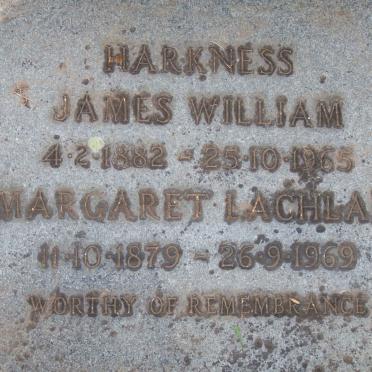 HARKNESS
JAMES WILLIAM
4·2·1882 - 25·10·1965
MARGARET LACHLA
11·10·1879 - 26·9·1969
WORTHY OF REMEMBRANCE